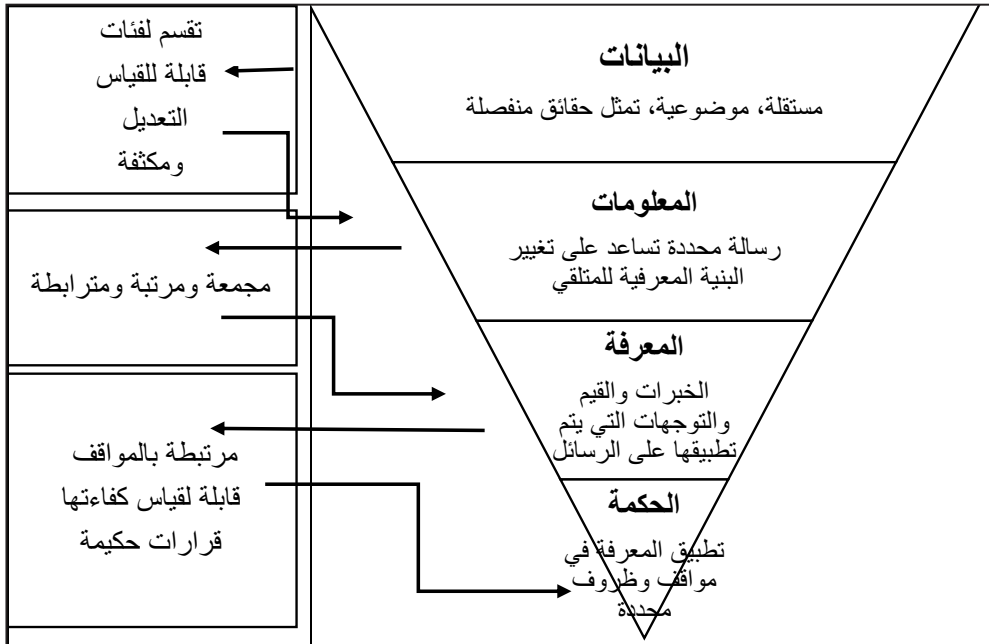 البيانات
مستقلة، موضوعية، تمثل حقائق منفصلة
المعلومات
رسالة محددة تساعد على تغيير
البنية المعرفية للمتلقي
المعرفة
الخبرات والقيم
والتوجهات التي يتم
تطبيقها على الرسائل
الحكمة
تطبيق المعرفة في
مواقف وظروف
محددة
تقسم لفئات
قابلة للقياس
التعديل
ومكثفة
مجمعة ومرتبة ومترابطة
مرتبطة بالمواقف
قابلة لقياس كفاءتها
قرارات حكيمة